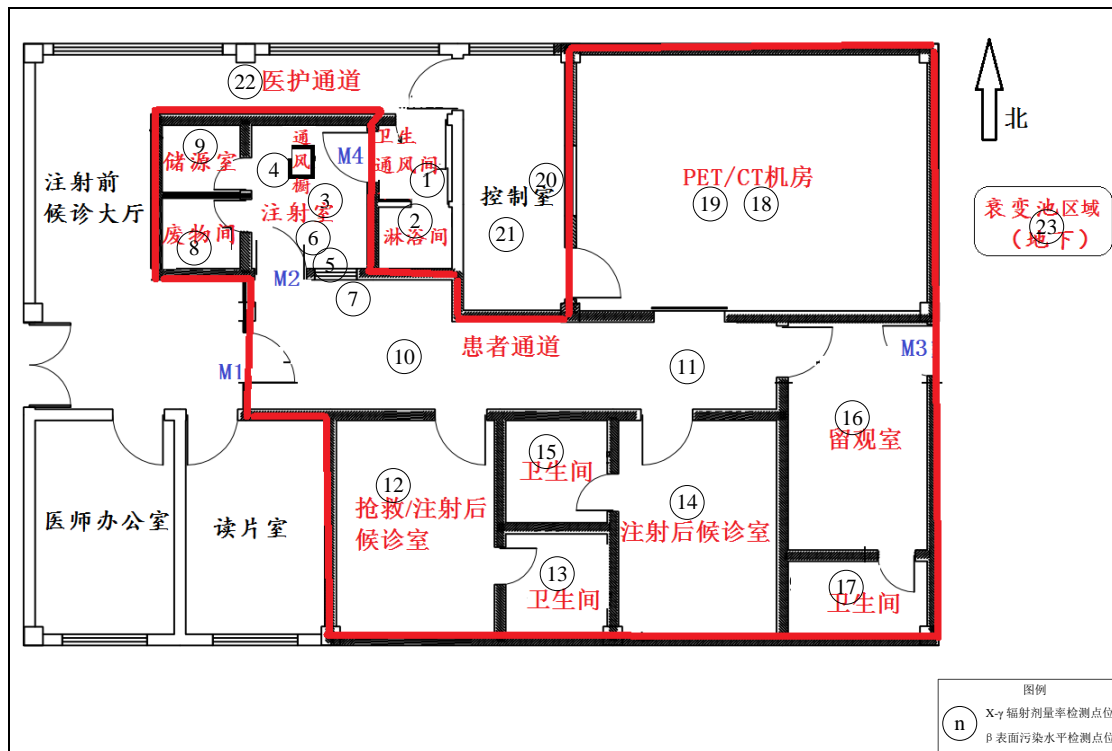 22 医护通道
9
储源室
通风橱
4
M4
卫生
通风间
1
注射前
候诊大厅
3
注射室
2
淋浴间
控制室
20
21
PET/CT机房
19
18
北
衰变池区域
23
（地下）
废物间
8
6
5
M2
7
患者通道
10
11
M1
M3
16
留观室
15
卫生间
12
抢救/注射后
候诊室
14
注射后候诊室
医师办公室
读片室
13
卫生间
17
卫生间
图例
n
X-γ 辐射剂量率检测点位
β 表面污染水平检测点位